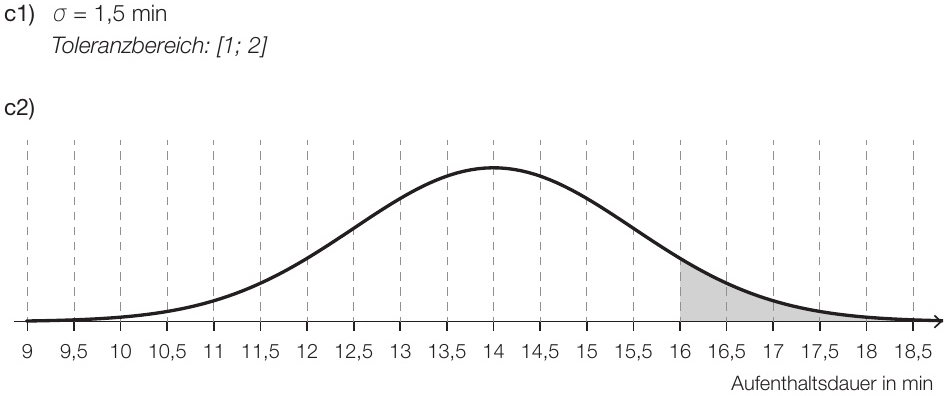 c1) σ = 1,5 min
Toleranzbereich: [1; 2]
c2)
9 9,5 10 10,5 11 11,5 12 12,5 13 13,5 14 14,5 15 15,5 16 16,5 17 17,5 18 18,5
Aufenthaltsdauer in min